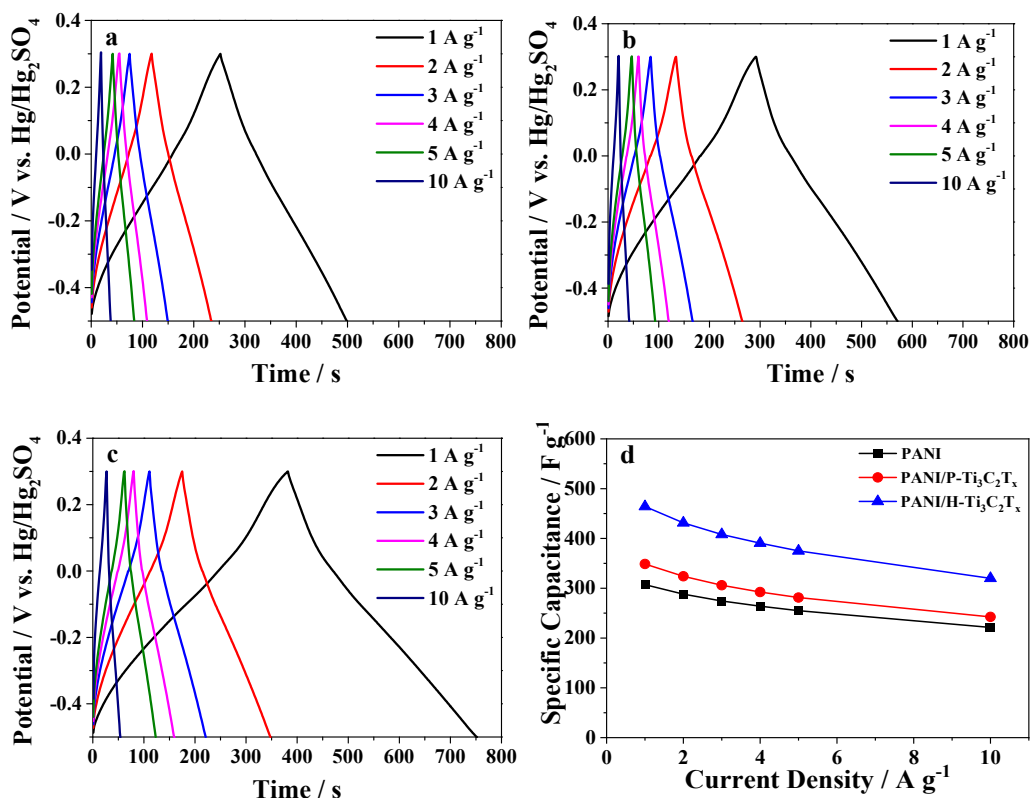 a
1 A g⁻¹
2 A g⁻¹
3 A g⁻¹
4 A g⁻¹
5 A g⁻¹
10 A g⁻¹
0.4
0.2
0.0
-0.2
-0.4
Potential / V vs. Hg/Hg₂SO₄
0 100 200 300 400 500 600 700 800
Time / s
b
1 A g⁻¹
2 A g⁻¹
3 A g⁻¹
4 A g⁻¹
5 A g⁻¹
10 A g⁻¹
0.4
0.2
0.0
-0.2
-0.4
Potential / V vs. Hg/Hg₂SO₄
0 100 200 300 400 500 600 700 800
Time / s
c
1 A g⁻¹
2 A g⁻¹
3 A g⁻¹
4 A g⁻¹
5 A g⁻¹
10 A g⁻¹
0.4
0.2
0.0
-0.2
-0.4
Potential / V vs. Hg/Hg₂SO₄
0 100 200 300 400 500 600 700 800
Time / s
d
PANI
PANI/P-Ti₃C₂Tₓ
PANI/H-Ti₃C₂Tₓ
600
500
400
300
200
100
0
Specific Capacitance / F g⁻¹
0 2 4 6 8 10
Current Density / A g⁻¹